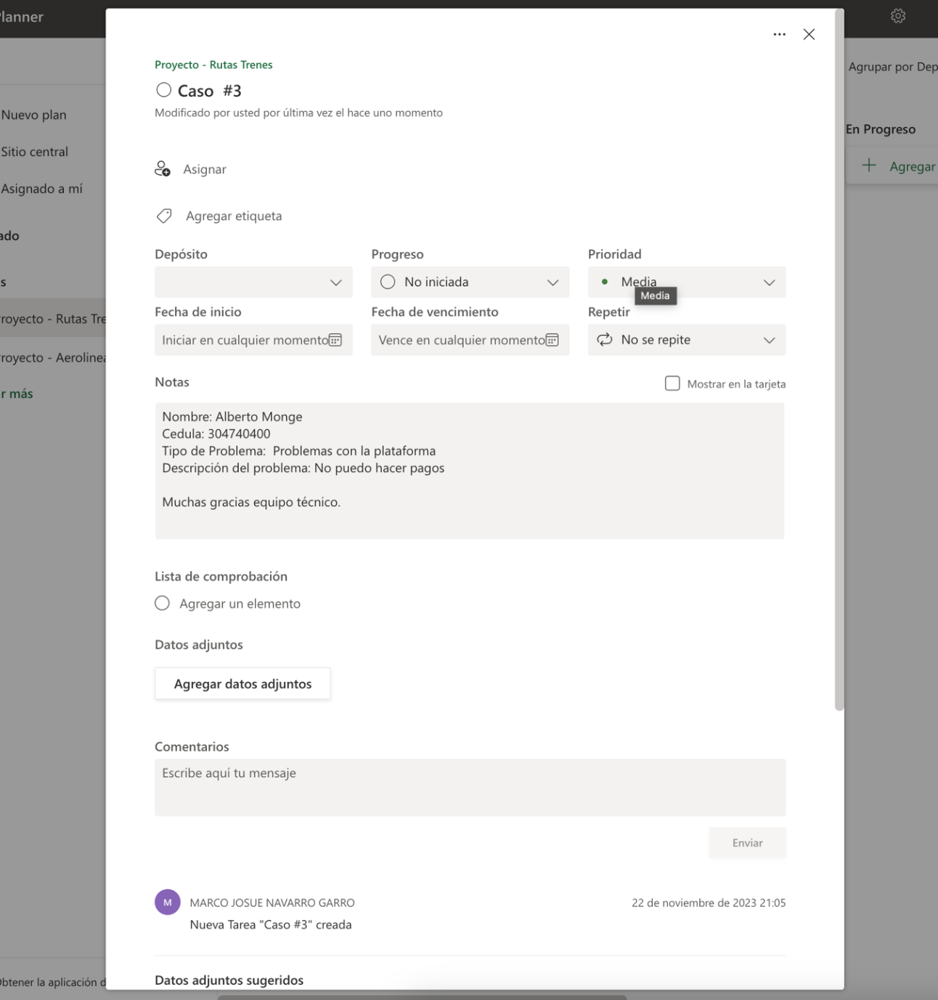 Planner
Agrupar por Dep
Nuevo plan
Sitio central
Asignado a mí
ado
s
royecto - Rutas Tre
royecto - Aerolinea
r más
Obtener la aplicación d
En Progreso
Agregar
Proyecto - Rutas Trenes
Caso #3
Modificado por usted por última vez el hace uno momento
Asignar
Agregar etiqueta
Depósito Progreso Prioridad
No iniciada Media
Media
Fecha de inicio Fecha de vencimiento Repetir
Iniciar en cualquier momento Vence en cualquier momento No se repite
Notas Mostrar en la tarjeta
Nombre: Alberto Monge
Cedula: 304740400
Tipo de Problema: Problemas con la plataforma
Descripción del problema: No puedo hacer pagos
Muchas gracias equipo técnico.
Lista de comprobación
Agregar un elemento
Datos adjuntos
Agregar datos adjuntos
Comentarios
Escribe aquí tu mensaje
Enviar
M MARCO JOSUE NAVARRO GARRO 22 de noviembre de 2023 21:05
Nueva Tarea "Caso #3" creada
Datos adjuntos sugeridos